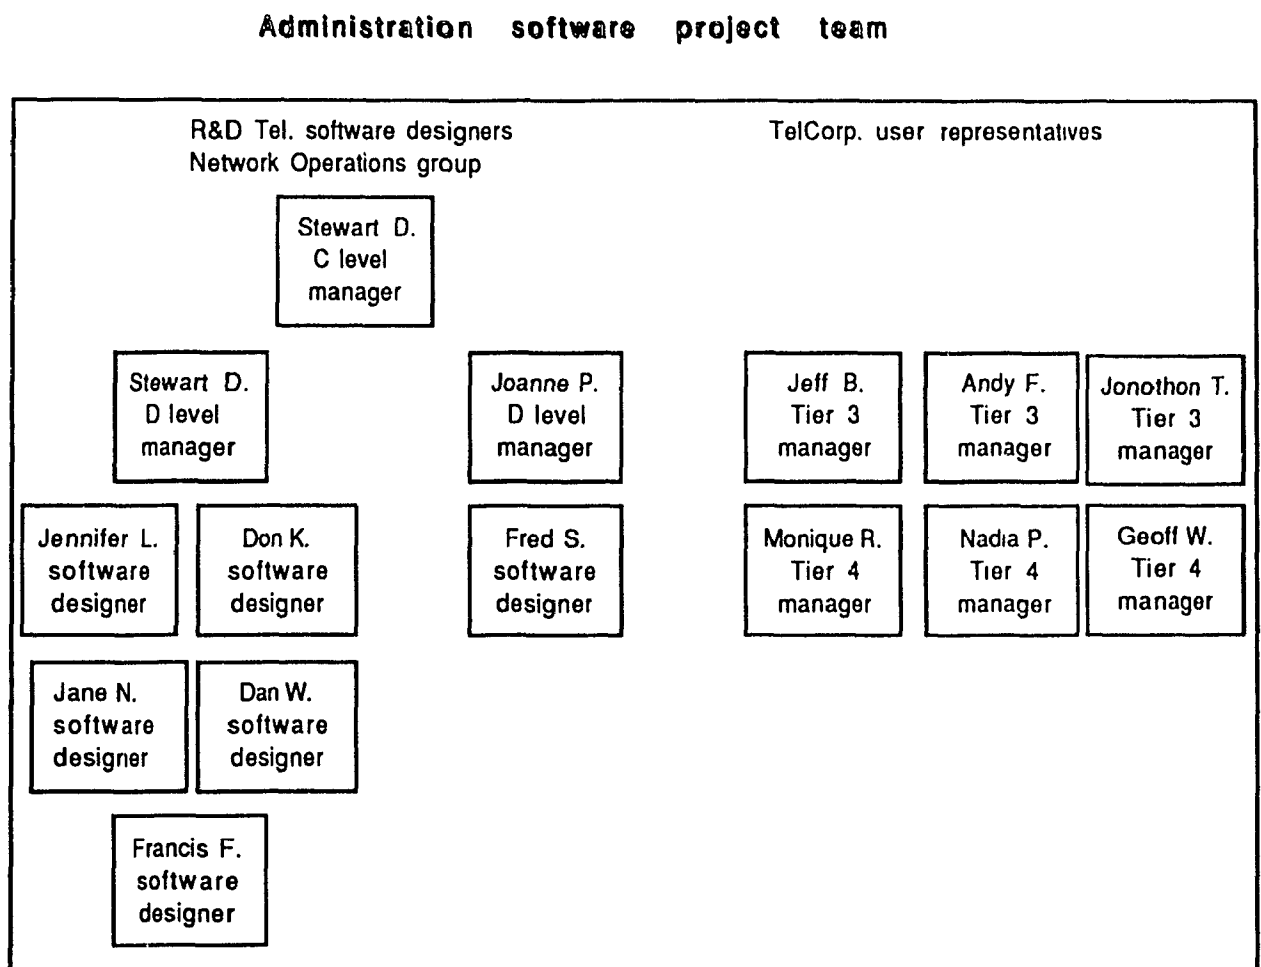 Administration software project team
R&D Tel. software designers
Network Operations group
TelCorp. user representatives
Stewart D.
C level
manager
Stewart D.
D level
manager
Joanne P.
D level
manager
Jeff B.
Tier 3
manager
Andy F.
Tier 3
manager
Jonothon T.
Tier 3
manager
Jennifer L.
software
designer
Don K.
software
designer
Fred S.
software
designer
Monique R.
Tier 4
manager
Nadia P.
Tier 4
manager
Geoff W.
Tier 4
manager
Jane N.
software
designer
Dan W.
software
designer
Francis F.
software
designer